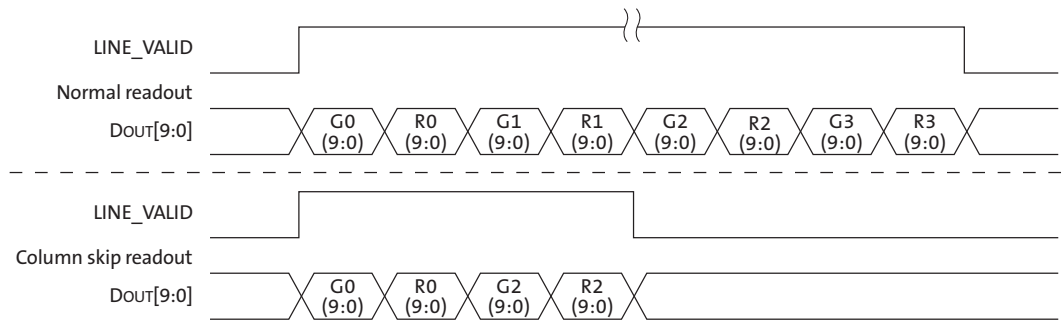 LINE_VALID
Normal readout
DOUT[9:0]
G0 R0 G1 R1 G2 R2 G3 R3
(9:0) (9:0) (9:0) (9:0) (9:0) (9:0) (9:0) (9:0)
LINE_VALID
Column skip readout
DOUT[9:0]
G0 R0 G2 R2
(9:0) (9:0) (9:0) (9:0)